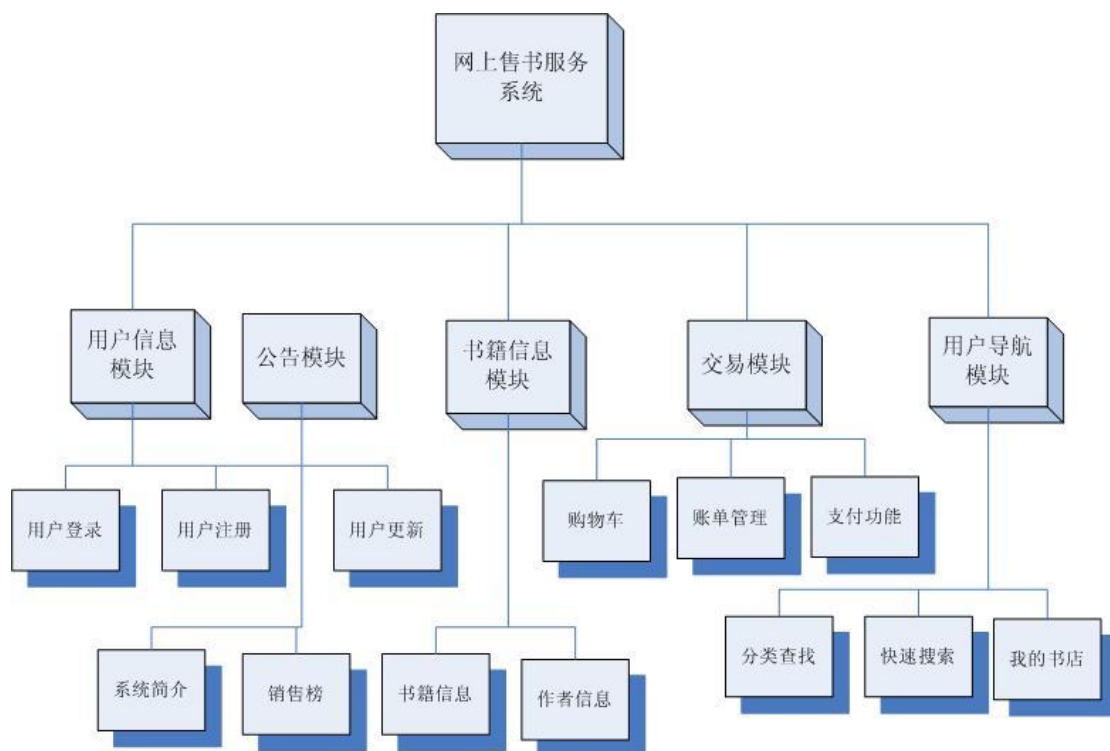 网上售书服务
系统
用户信息
模块
公告模块
书籍信息
模块
交易模块
用户导航
模块
用户登录
用户注册
用户更新
购物车
账单管理
支付功能
系统简介
销售榜
书籍信息
作者信息
分类查找
快速搜索
我的书店